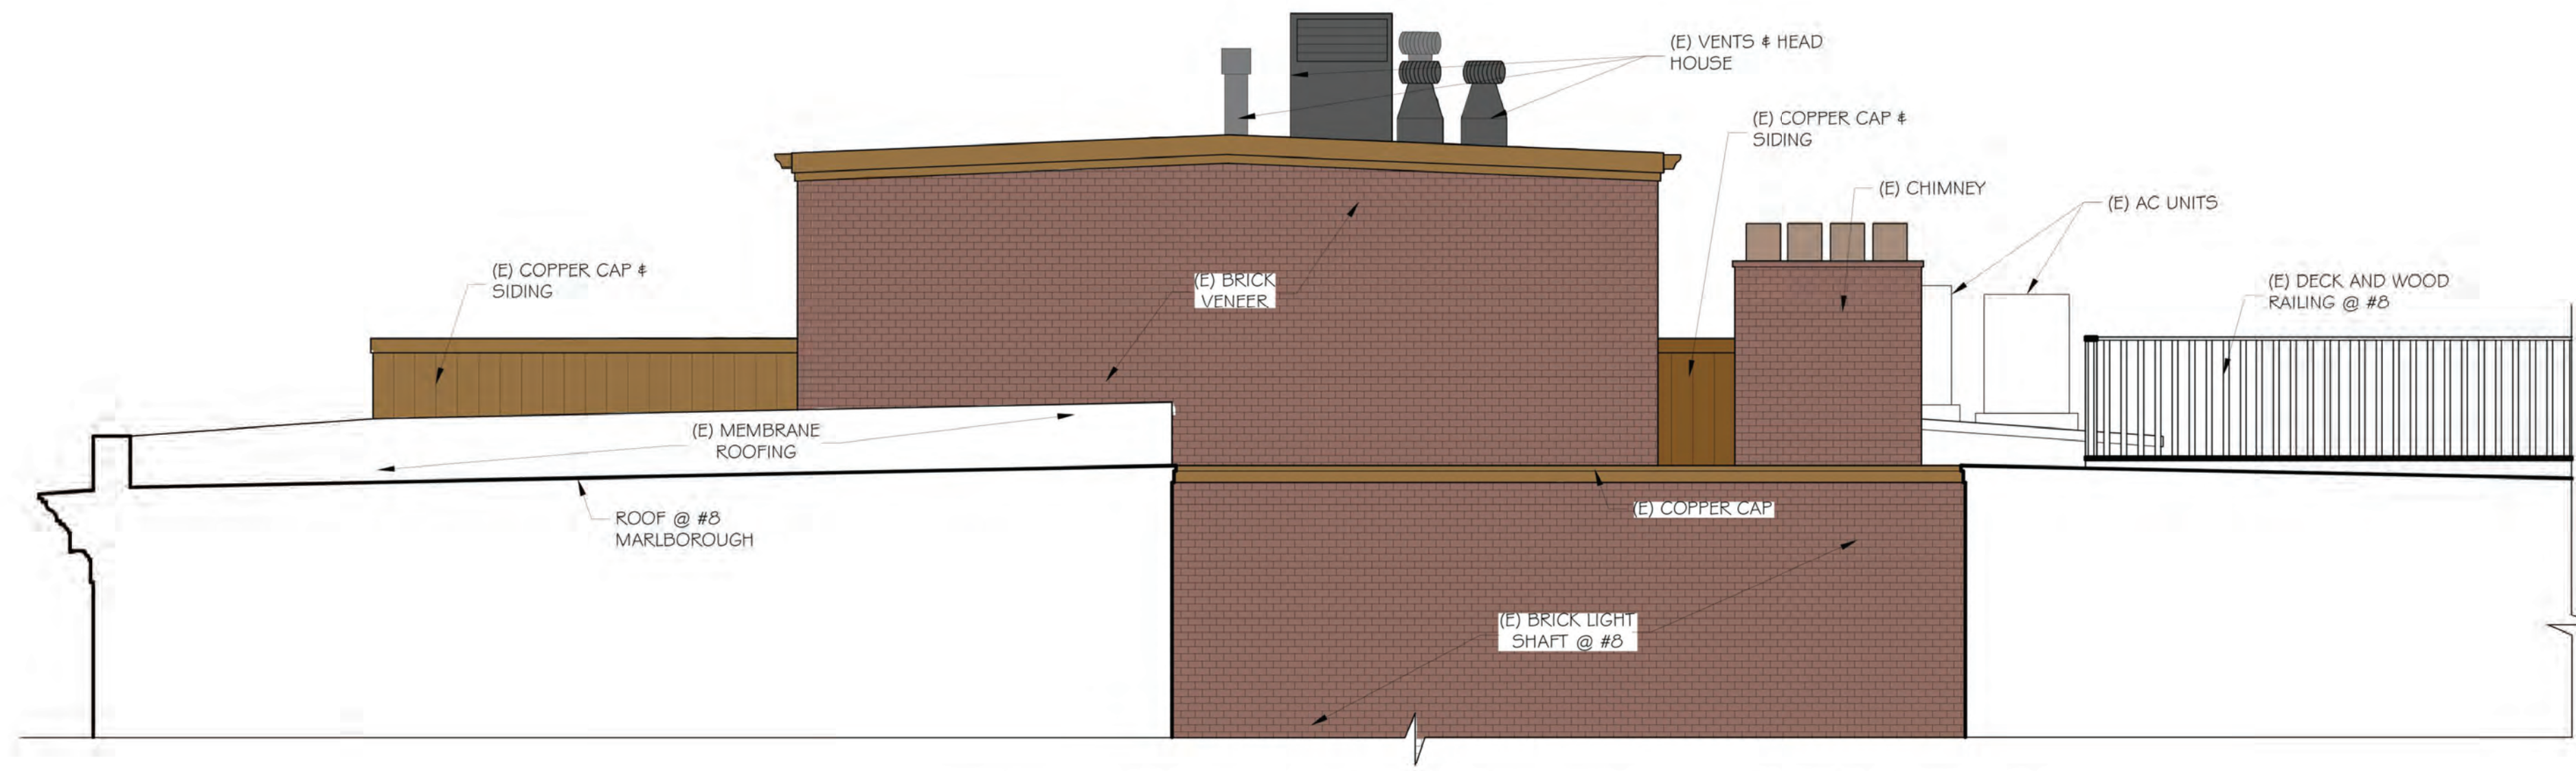 (E) VENTS & HEAD
HOUSE
(E) COPPER CAP &
SIDING
(E) CHIMNEY
(E) AC UNITS
(E) COPPER CAP &
SIDING
(E) BRICK
VENEER
(E) DECK AND WOOD
RAILING @ #8
(E) MEMBRANE
ROOFING
ROOF @ #8
MARLBOROUGH
(E) COPPER CAP
(E) BRICK LIGHT
SHAFT @ #8